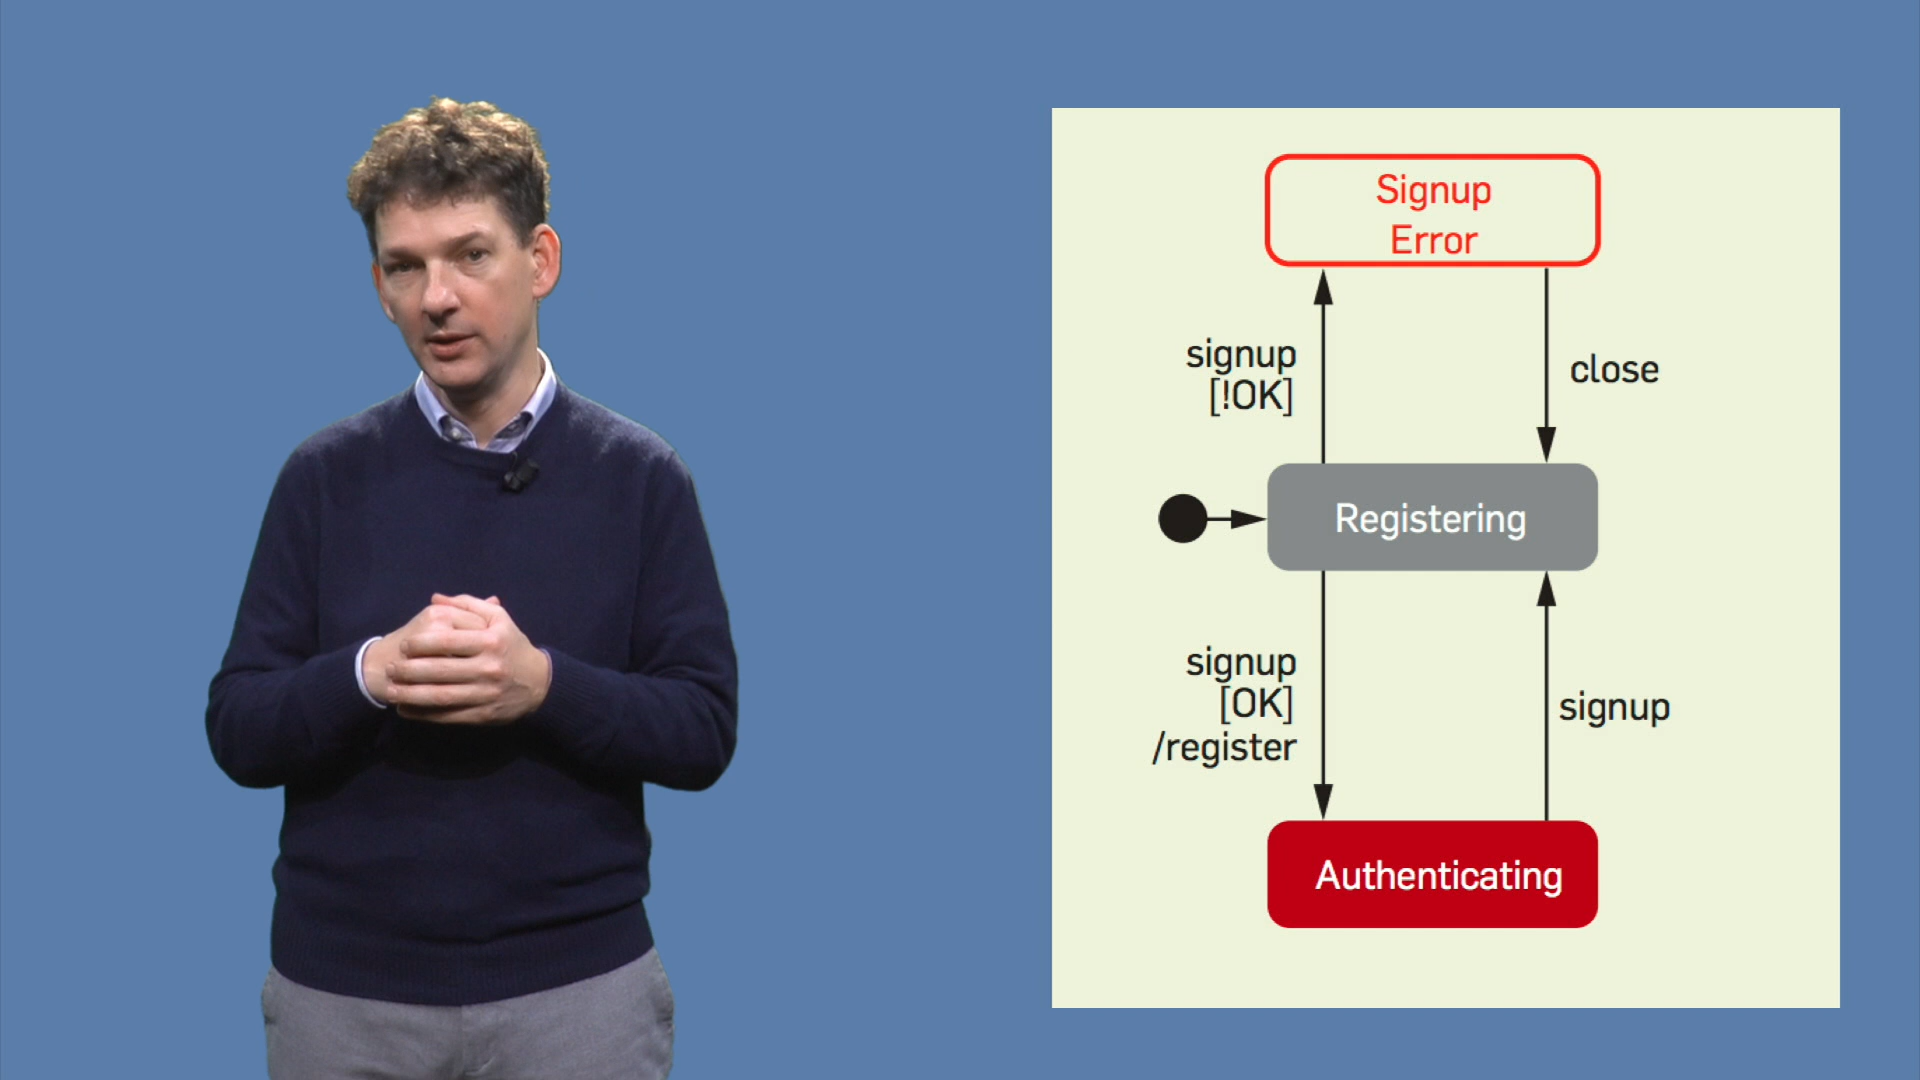 Signup
Error
signup
[!OK]
close
Registering
signup
[OK]
/register
signup
Authenticating